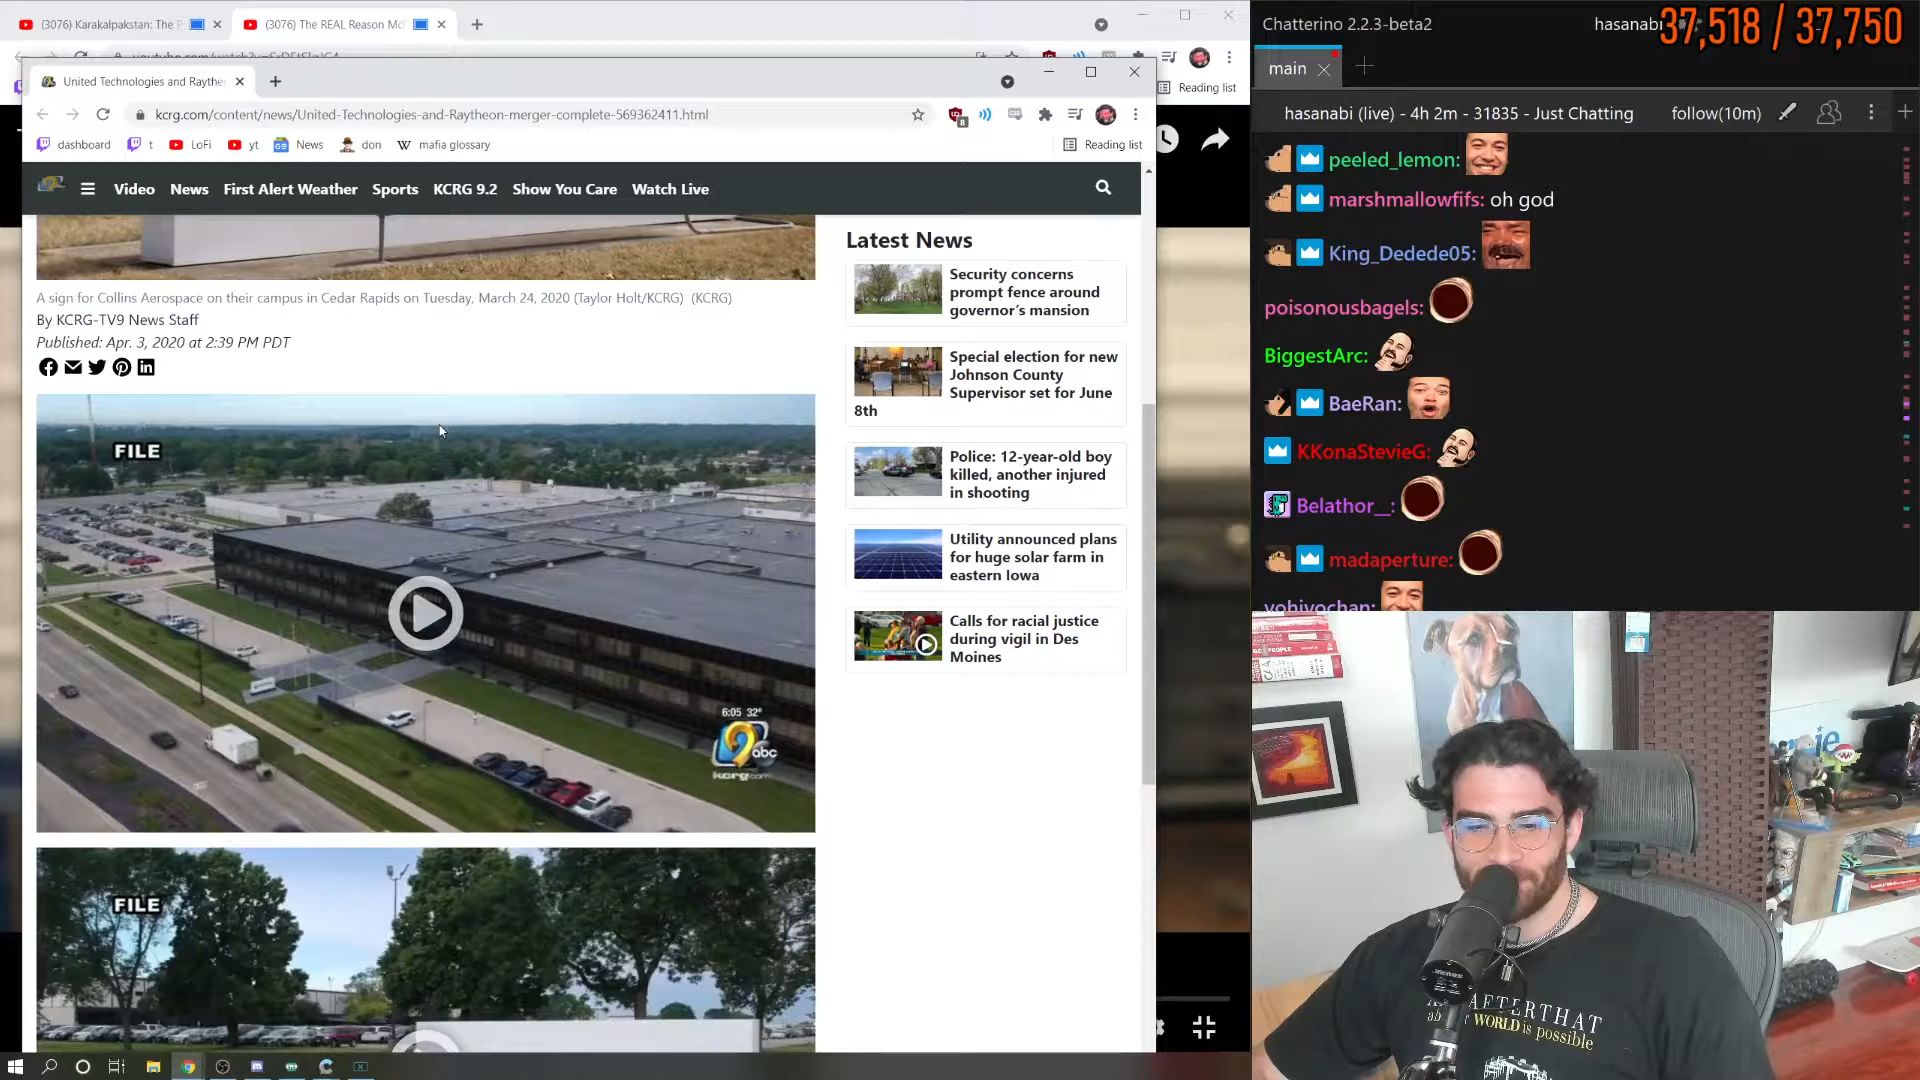 (3076) Karakalpakstan: The
(3076) The REAL Reason Mc
United Technologies and Raythe
kcrg.com/content/news/United-Technologies-and-Raytheon-merger-complete-569362411.html
Reading list
dashboard t LoFi yt News don mafia glossary Reading list
Video News First Alert Weather Sports KCRG 9.2 Show You Care Watch Live
A sign for Collins Aerospace on their campus in Cedar Rapids on Tuesday, March 24, 2020 (Taylor Holt/KCRG) (KCRG)
By KCRG-TV9 News Staff
Published: Apr. 3, 2020 at 2:39 PM PDT
FILE
6:05 32°
9 abc
kcrg.com
FILE
Latest News
Security concerns
prompt fence around
governor's mansion
Special election for new
Johnson County
Supervisor set for June
8th
Police: 12-year-old boy
killed, another injured
in shooting
Utility announced plans
for huge solar farm in
eastern Iowa
Calls for racial justice
during vigil in Des
Moines
Chatterino 2.2.3-beta2
hasanabi
37,518 / 37,750
main
hasanabi (live) - 4h 2m - 31835 - Just Chatting
follow(10m)
peeled_lemon:
marshmallowfifs: oh god
King_Dedede05:
poisonousbagels:
BiggestArc:
BaeRan:
KKonaStevieG:
Belathor__:
madaperture:
yohiyochan:
AFTERTHAT
WORLD is possible